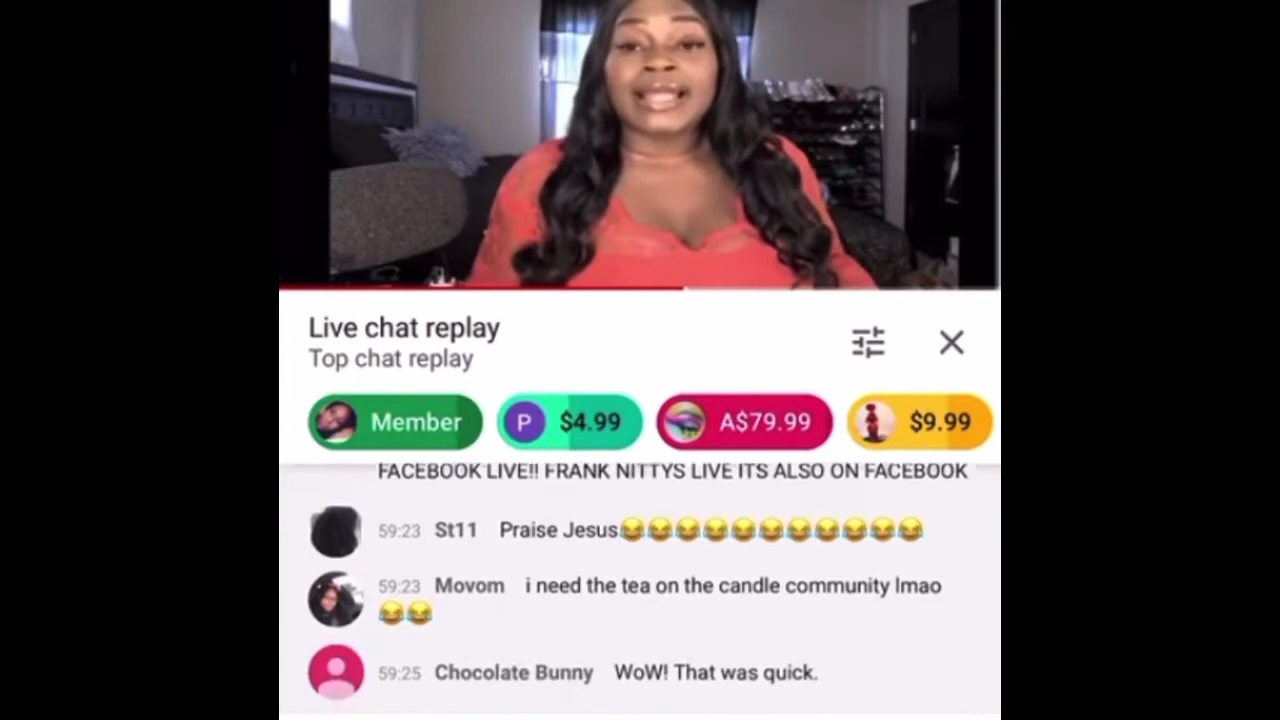 Live chat replay
Top chat replay
Member
P
$4.99
A$79.99
$9.99
FACEBOOK LIVE!! FRANK NITTYS LIVE ITS ALSO ON FACEBOOK
59:23 St11 Praise Jesus😂😂😂😂😂😂😂😂😂😂😂
59:23 Movom i need the tea on the candle community lmao
😂😂
59:25 Chocolate Bunny WoW! That was quick.